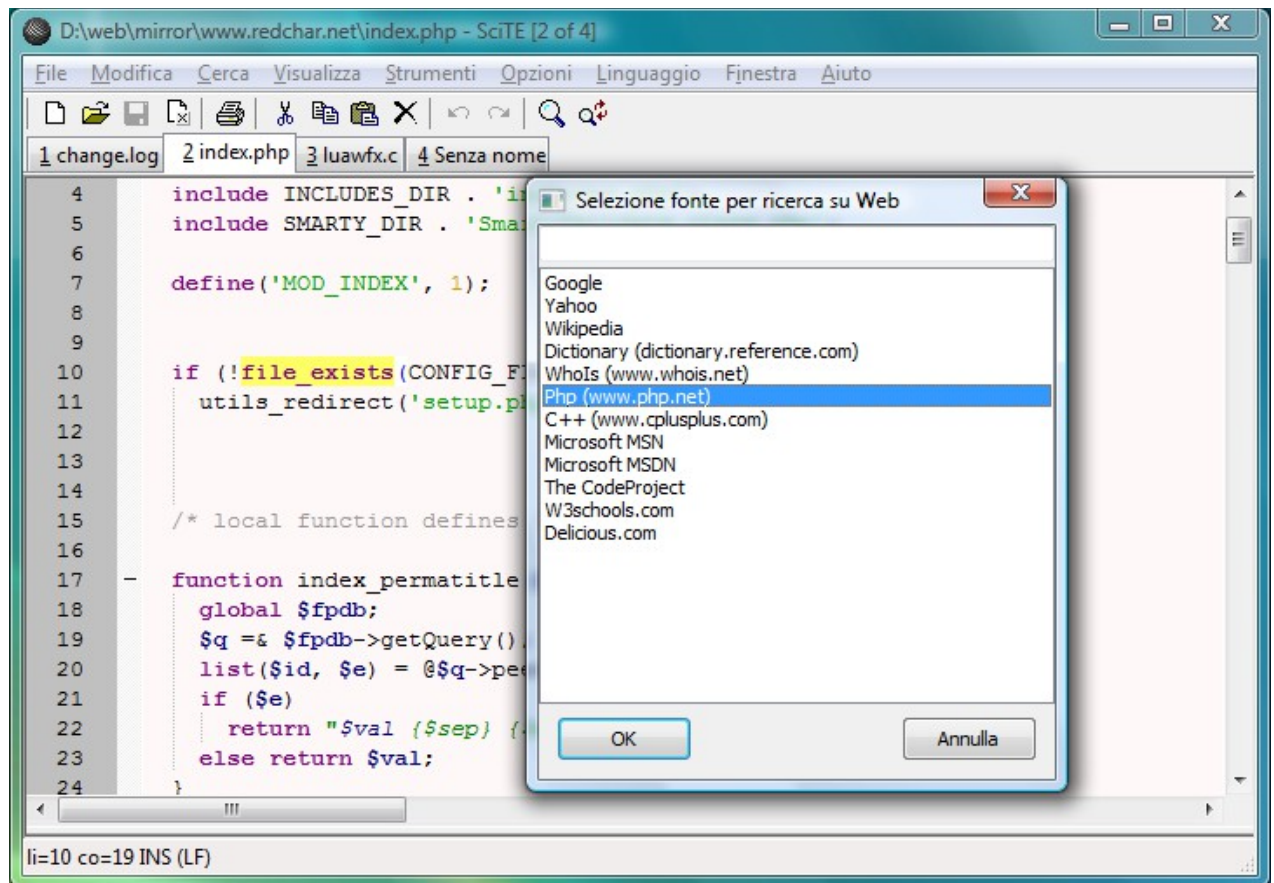 D:\web\mirror\www.redchar.net\index.php - SciTE [2 of 4]
File Modifica Cerca Visualizza Strumenti Opzioni Linguaggio Finestra Aiuto
1 change.log 2 index.php 3 luawfx.c 4 Senza nome
4 include INCLUDES_DIR . 'in
5 include SMARTY_DIR . 'Smar
6
7 define('MOD_INDEX', 1);
8
9
10 if (!file_exists(CONFIG_FI
11 utils_redirect('setup.ph
12
13
14
15 /* local function defines
16
17 - function index_permatitle
18 global $fpdb;
19 $q =& $fpdb->getQuery()
20 list($id, $e) = @$q->pee
21 if ($e)
22 return "$val {$sep} {
23 else return $val;
24 }
li=10 co=19 INS (LF)
Selezione fonte per ricerca su Web
Google
Yahoo
Wikipedia
Dictionary (dictionary.reference.com)
WhoIs (www.whois.net)
Php (www.php.net)
C++ (www.cplusplus.com)
Microsoft MSN
Microsoft MSDN
The CodeProject
W3schools.com
Delicious.com
OK Annulla